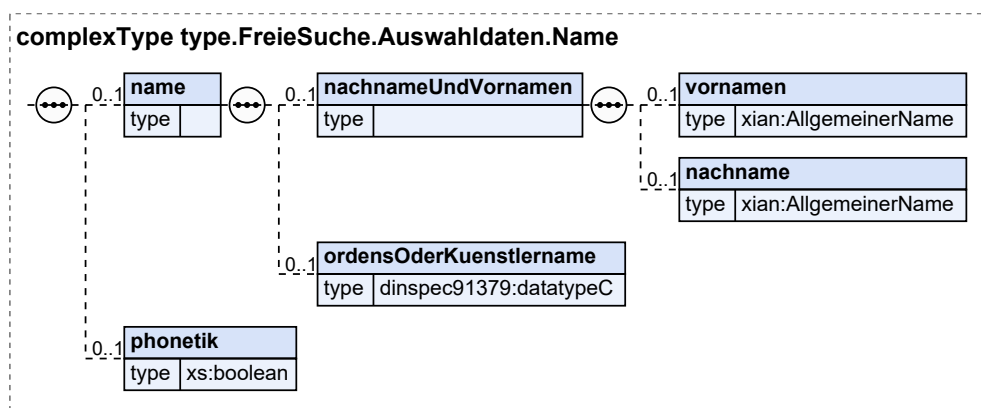 complexType type.FreieSuche.Auswahldaten.Name
0..1 name
type
0..1 nachnameUndVornamen
type
0..1 vornamen
type xian:AllgemeinerName
0..1 nachname
type xian:AllgemeinerName
0..1 ordensOderKuenstlername
type dinspec91379:datatypeC
0..1 phonetik
type xs:boolean